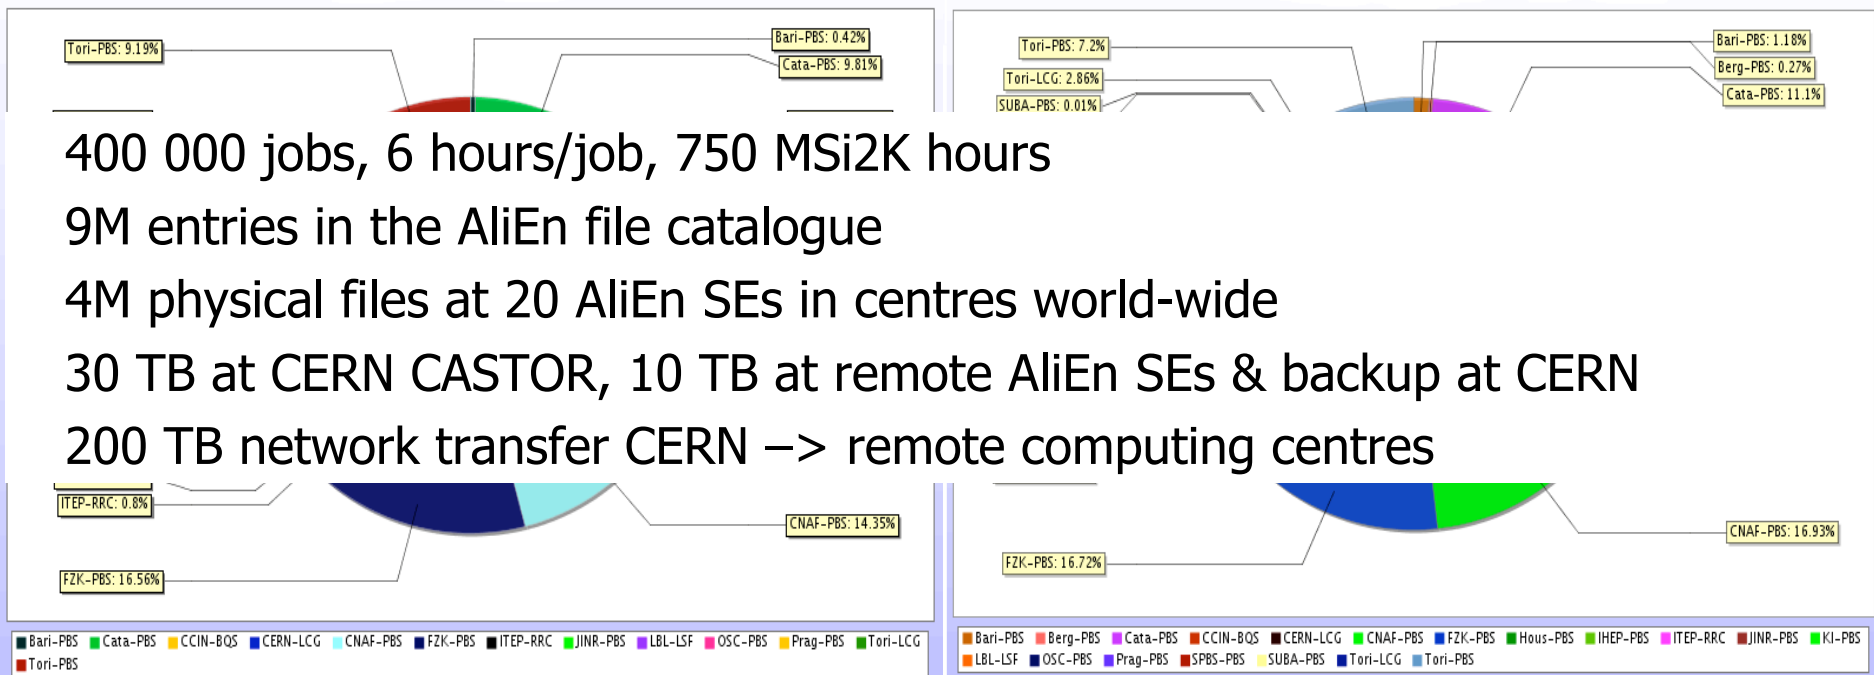 Tori-PBS: 9.19%
Bari-PBS: 0.42%
Cata-PBS: 9.81%
Tori-PBS: 7.2%
Tori-LCG: 2.86%
SUBA-PBS: 0.01%
Bari-PBS: 1.18%
Berg-PBS: 0.27%
Cata-PBS: 11.1%
400 000 jobs, 6 hours/job, 750 MSi2K hours
9M entries in the AliEn file catalogue
4M physical files at 20 AliEn SEs in centres world-wide
30 TB at CERN CASTOR, 10 TB at remote AliEn SEs & backup at CERN
200 TB network transfer CERN –> remote computing centres
ITEP-RRC: 0.8%
CNAF-PBS: 14.35%
FZK-PBS: 16.56%
CNAF-PBS: 16.93%
FZK-PBS: 16.72%
Bari-PBS Cata-PBS CCIN-BQS CERN-LCG CNAF-PBS FZK-PBS ITEP-RRC JINR-PBS LBL-LSF OSC-PBS Prag-PBS Tori-LCG
Tori-PBS
Bari-PBS Berg-PBS Cata-PBS CCIN-BQS CERN-LCG CNAF-PBS FZK-PBS Hous-PBS IHEP-PBS ITEP-RRC JINR-PBS KI-PBS
LBL-LSF OSC-PBS Prag-PBS SPBS-PBS SUBA-PBS Tori-LCG Tori-PBS